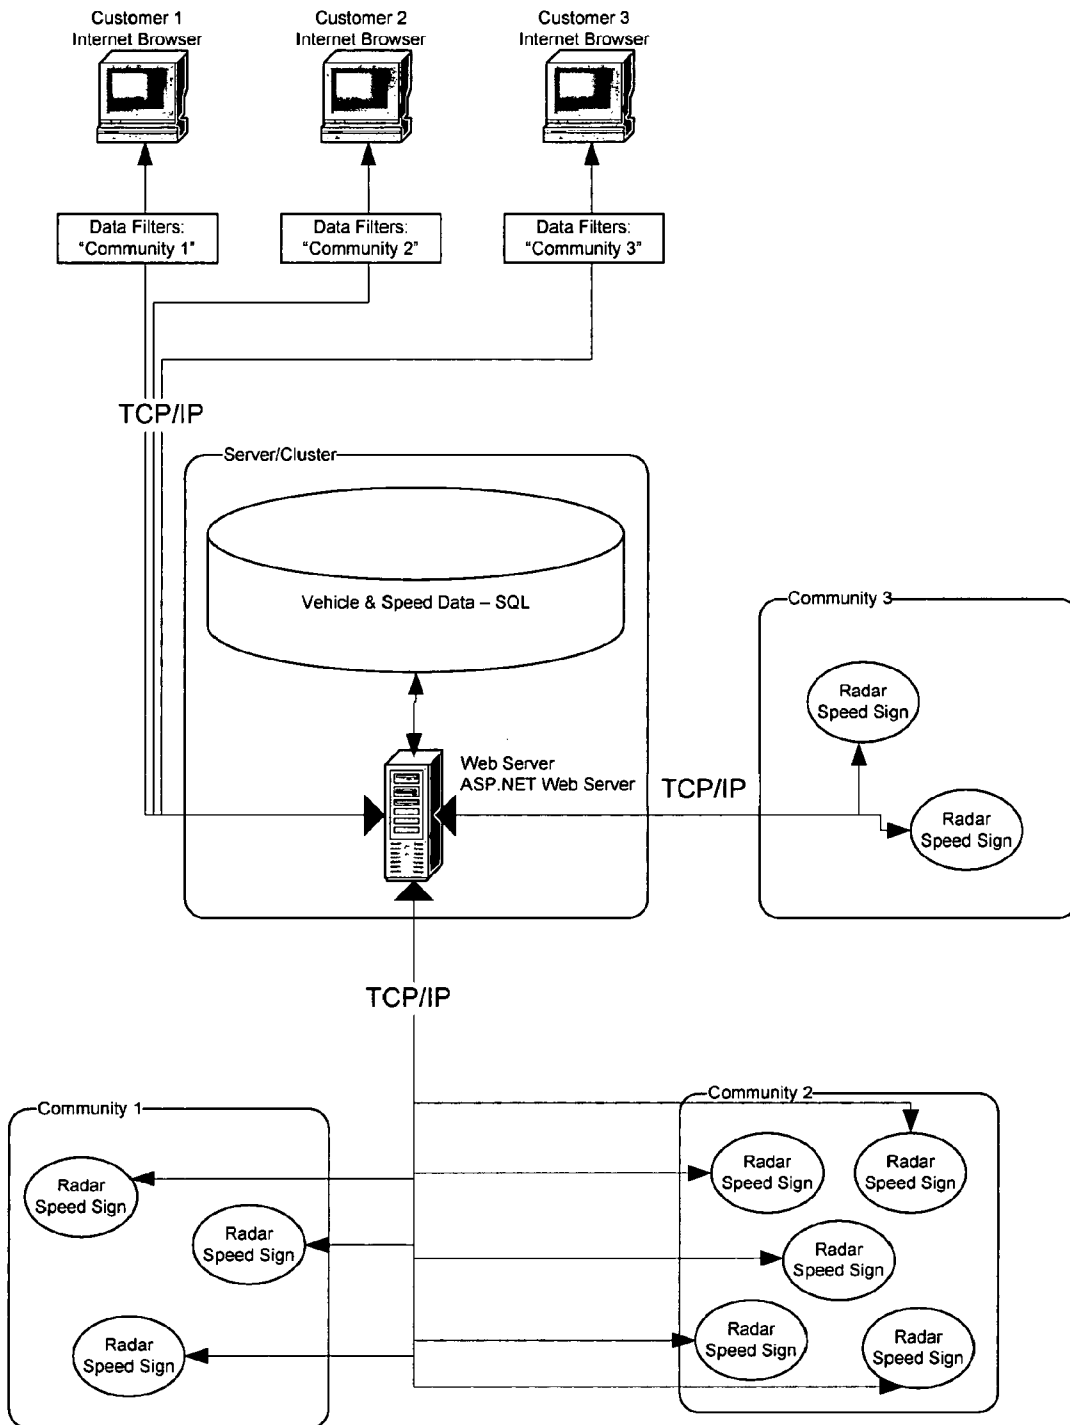 Customer 1
Internet Browser
Customer 2
Internet Browser
Customer 3
Internet Browser
Data Filters:
"Community 1"
Data Filters:
"Community 2"
Data Filters:
"Community 3"
TCP/IP
Server/Cluster
Vehicle & Speed Data – SQL
Web Server
ASP.NET Web Server
TCP/IP
Community 3
Radar
Speed Sign
Radar
Speed Sign
TCP/IP
Community 1
Radar
Speed Sign
Radar
Speed Sign
Radar
Speed Sign
Community 2
Radar
Speed Sign
Radar
Speed Sign
Radar
Speed Sign
Radar
Speed Sign
Radar
Speed Sign